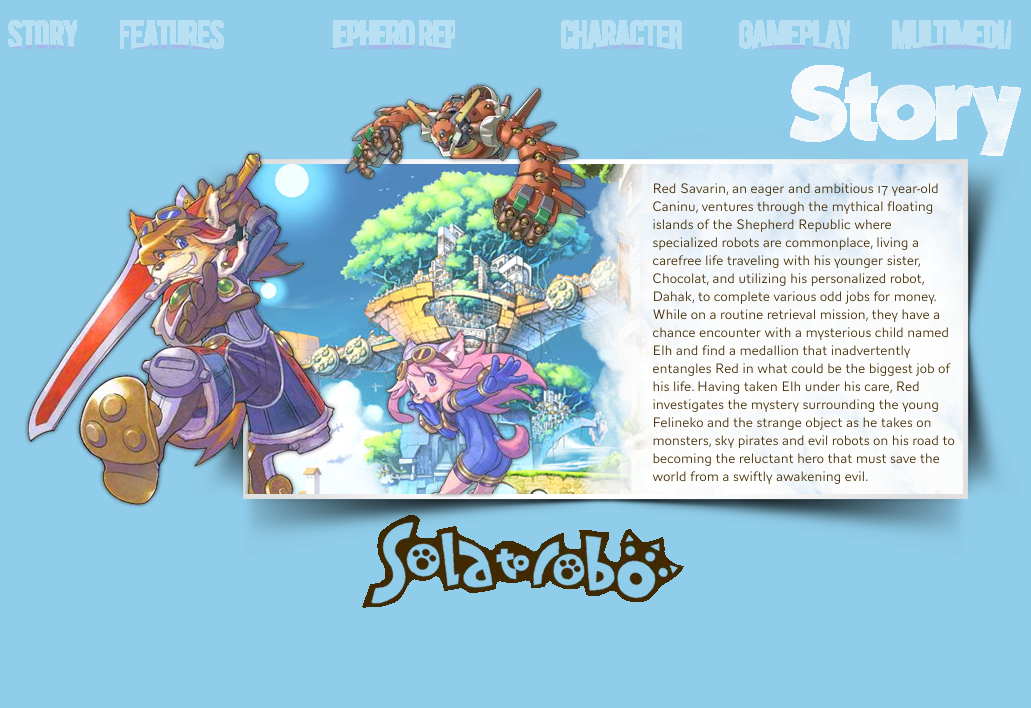 STORY FEATURES EPHERD REP CHARACTER GAMEPLAY MULTIMEDIA
Story
Red Savarin, an eager and ambitious 17 year-old
Caninu, ventures through the mythical floating
islands of the Shepherd Republic where
specialized robots are commonplace, living a
carefree life traveling with his younger sister,
Chocolat, and utilizing his personalized robot,
Dahak, to complete various odd jobs for money.
While on a routine retrieval mission, they have a
chance encounter with a mysterious child named
Elh and find a medallion that inadvertently
entangles Red in what could be the biggest job of
his life. Having taken Elh under his care, Red
investigates the mystery surrounding the young
Felineko and the strange object as he takes on
monsters, sky pirates and evil robots on his road to
becoming the reluctant hero that must save the
world from a swiftly awakening evil.
Solatorobo